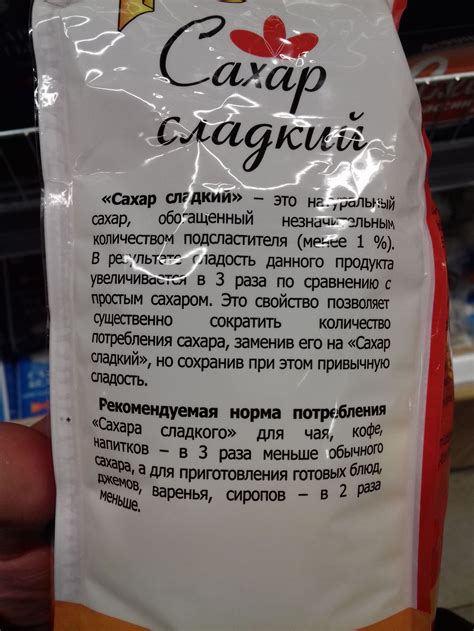 Сахар
сладкий
«Сахар сладкий» – это натуральный
сахар, обогащенный незначительным
количеством подсластителя (менее 1 %).
В результате сладость данного продукта
увеличивается в 3 раза по сравнению с
простым сахаром. Это свойство позволяет
существенно сократить количество
потребления сахара, заменив его на «Сахар
сладкий», но сохранив при этом привычную
сладость.
Рекомендуемая норма потребления
«Сахара сладкого» для чая, кофе,
напитков – в 3 раза меньше обычного
сахара, а для приготовления готовых блюд,
джемов, варенья, сиропов – в 2 раза
меньше.